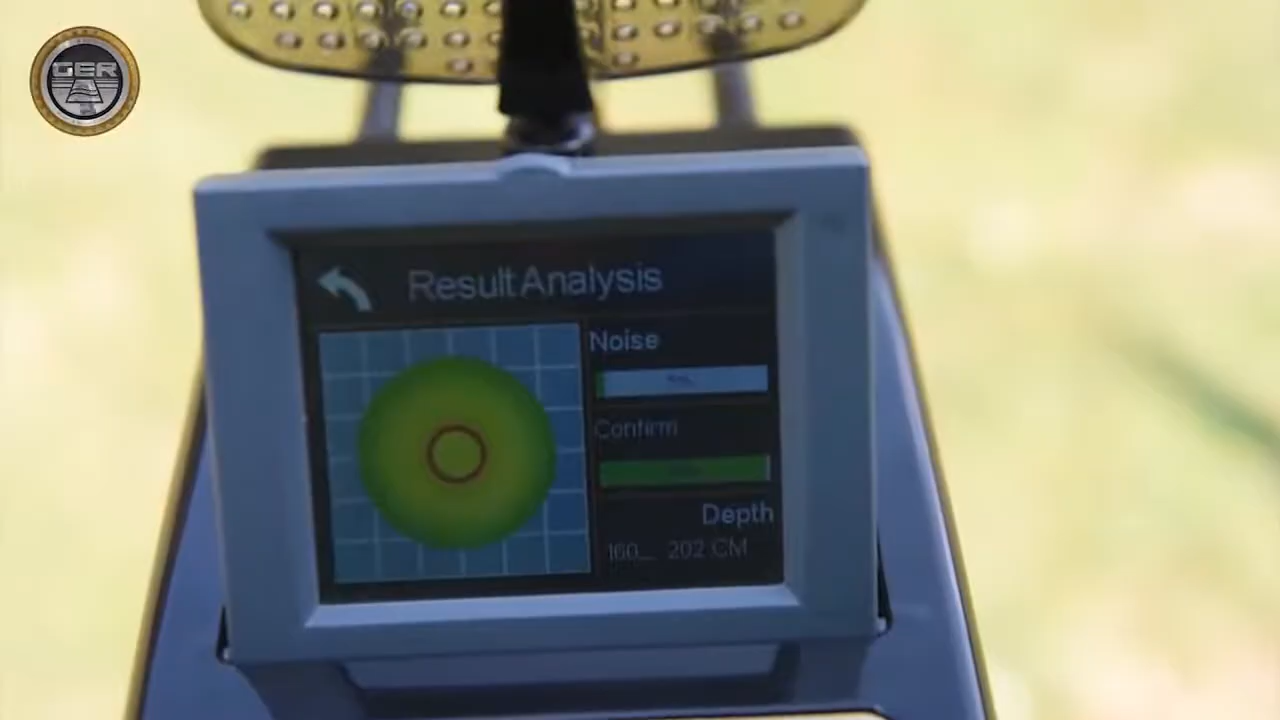 GER
Result Analysis
Noise
Confirm
Depth
160... 202 CM